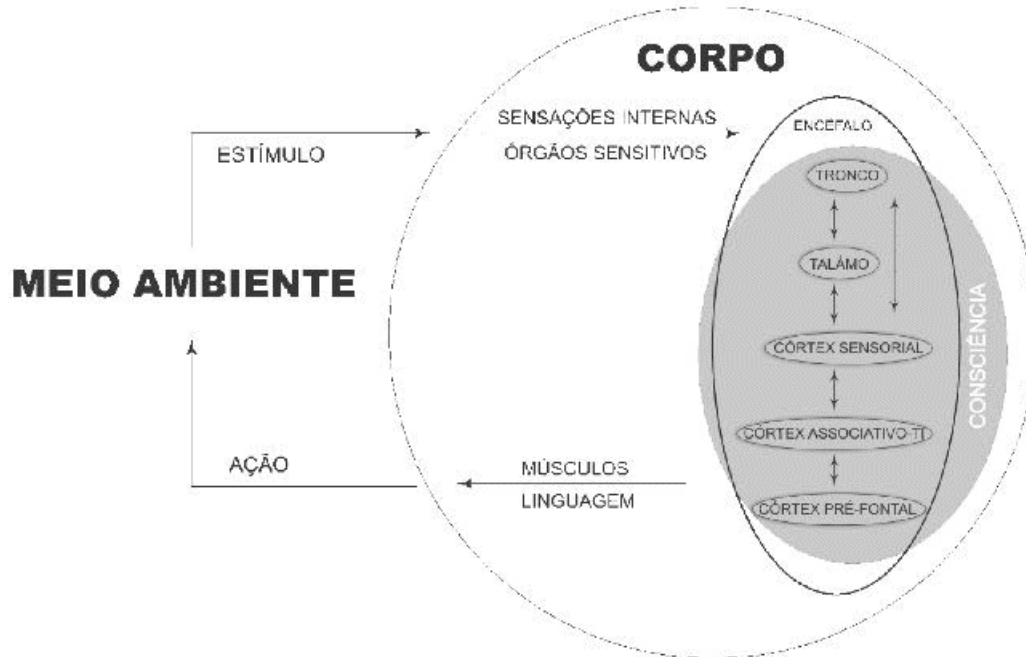 CORPO
SENSAÇÕES INTERNAS
ÓRGÃOS SENSITIVOS
ENCÉFALO
ESTÍMULO
TRONCO
MEIO AMBIENTE
TALÁMO
CÓRTEX SENSORIAL
CONSCIÊNCIA
CÓRTEX ASSOCIATIVO-TI
AÇÃO
MÚSCULOS
LINGUAGEM
CÓRTEX PRÉ-FONTAL